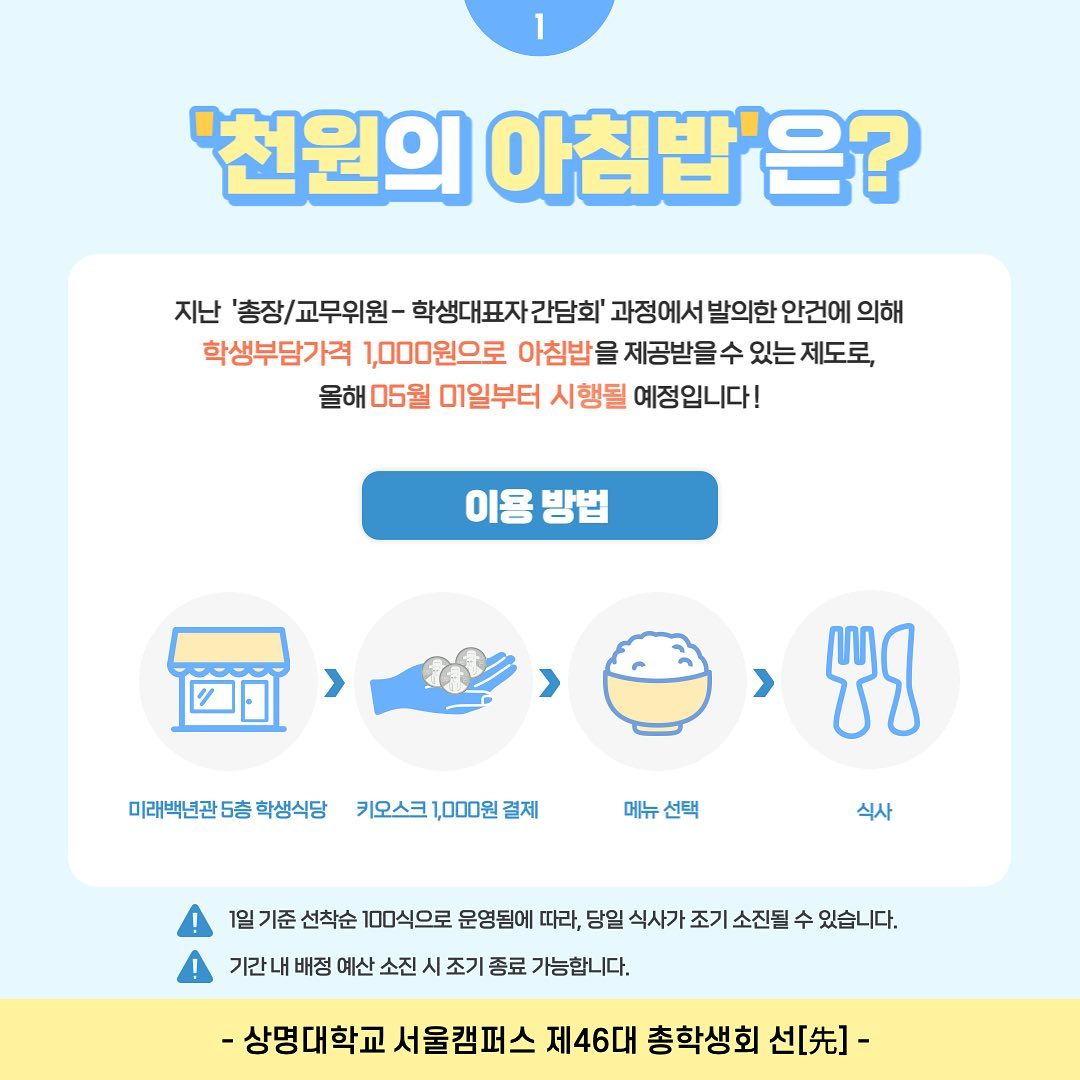 1
'천원의 아침밥'은?
지난 '총장/교무위원 - 학생대표자 간담회' 과정에서 발의한 안건에 의해
학생부담가격 1,000원으로 아침밥을 제공받을 수 있는 제도로,
올해 05월 01일부터 시행될 예정입니다!
이용 방법
미래백년관 5층 학생식당
키오스크 1,000원 결제
메뉴 선택
식사
1일 기준 선착순 100식으로 운영됨에 따라, 당일 식사가 조기 소진될 수 있습니다.
기간 내 배정 예산 소진 시 조기 종료 가능합니다.
- 상명대학교 서울캠퍼스 제46대 총학생회 선[先] -